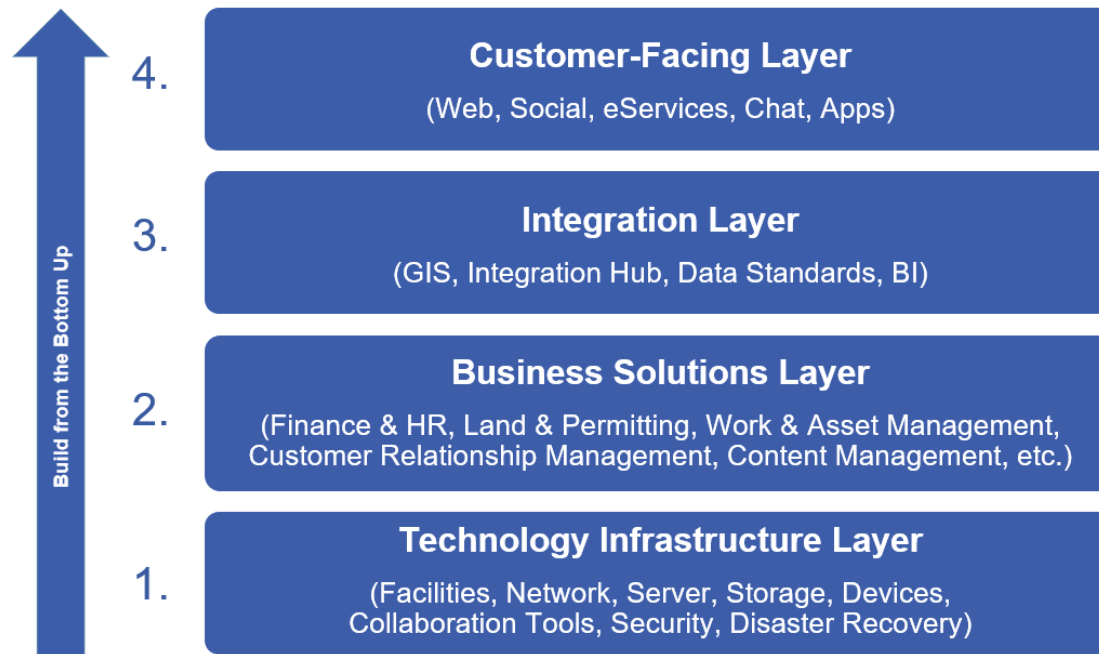 4.
Customer-Facing Layer
(Web, Social, eServices, Chat, Apps)
3.
Integration Layer
(GIS, Integration Hub, Data Standards, BI)
Build from the Bottom Up
2.
Business Solutions Layer
(Finance & HR, Land & Permitting, Work & Asset Management,
Customer Relationship Management, Content Management, etc.)
1.
Technology Infrastructure Layer
(Facilities, Network, Server, Storage, Devices,
Collaboration Tools, Security, Disaster Recovery)